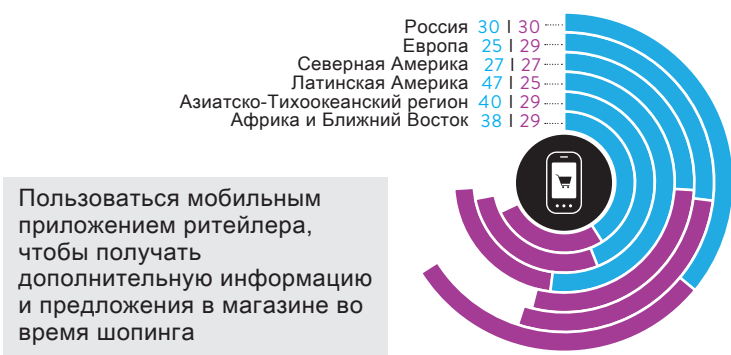 Россия 30 | 30
Европа 25 | 29
Северная Америка 27 | 27
Латинская Америка 47 | 25
Азиатско-Тихоокеанский регион 40 | 29
Африка и Ближний Восток 38 | 29
Пользоваться мобильным
приложением ритейлера,
чтобы получать
дополнительную информацию
и предложения в магазине во
время шопинга